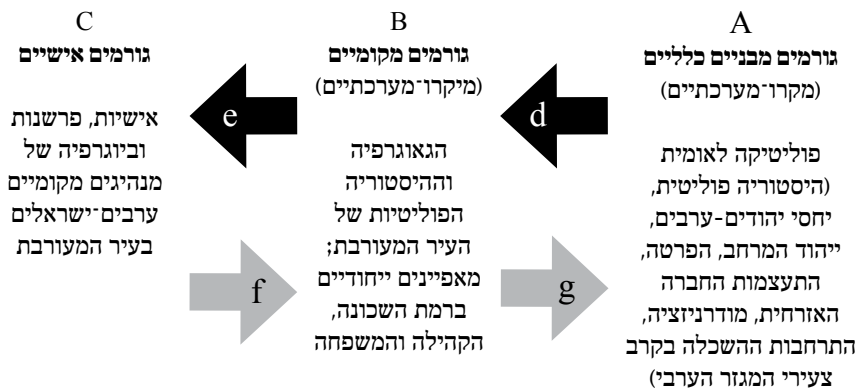 A
גורמים מבניים כלליים
(מקרו־מערכתיים)
פוליטיקה לאומית
(היסטוריה פוליטית,
יחסי יהודים-ערבים,
ייהוד המרחב, הפרטה,
התעצמות החברה
האזרחית, מודרניזציה,
התרחבות ההשכלה בקרב
צעירי המגזר הערבי)
d
g
B
גורמים מקומיים
(מיקרו־מערכתיים)
הגאוגרפיה
וההיסטוריה
הפוליטיות של
העיר המעורבת;
מאפיינים ייחודיים
ברמת השכונה,
הקהילה והמשפחה
e
f
C
גורמים אישיים
אישיות, פרשנות
וביוגרפיה של
מנהיגים מקומיים
ערבים־ישראלים
בעיר המעורבת